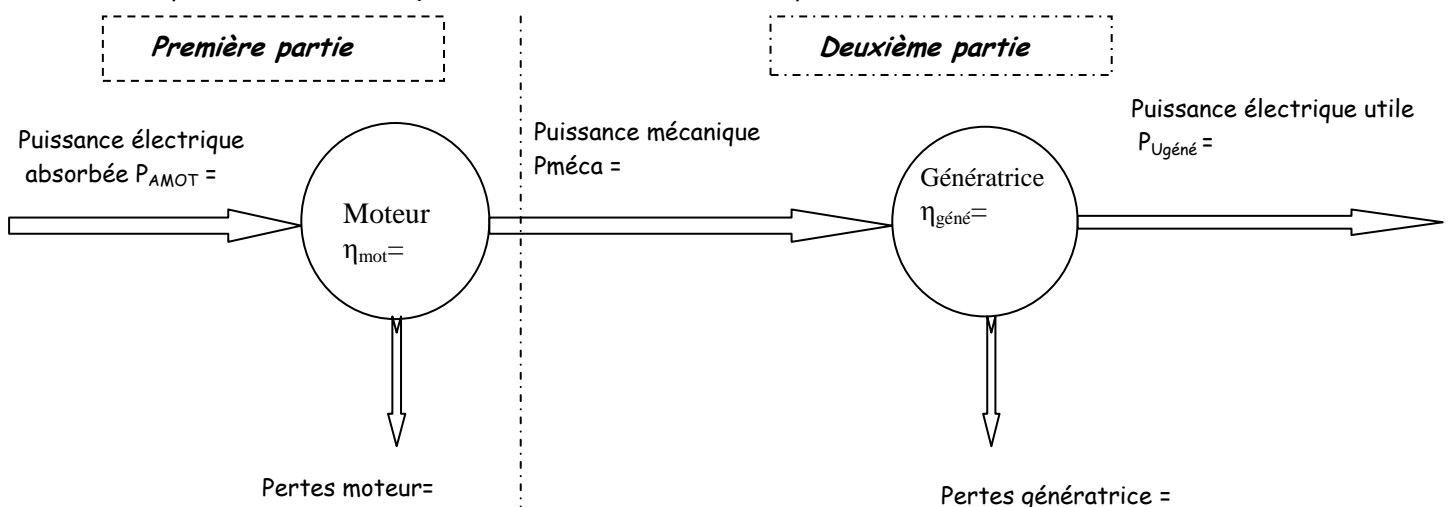 Première partie
Deuxième partie
Puissance électrique
absorbée P_AMOT =
Puissance mécanique
Pméca =
Puissance électrique utile
P_Ugéné =
Moteur
η_mot=
Génératrice
η_géné=
Pertes moteur=
Pertes génératrice =